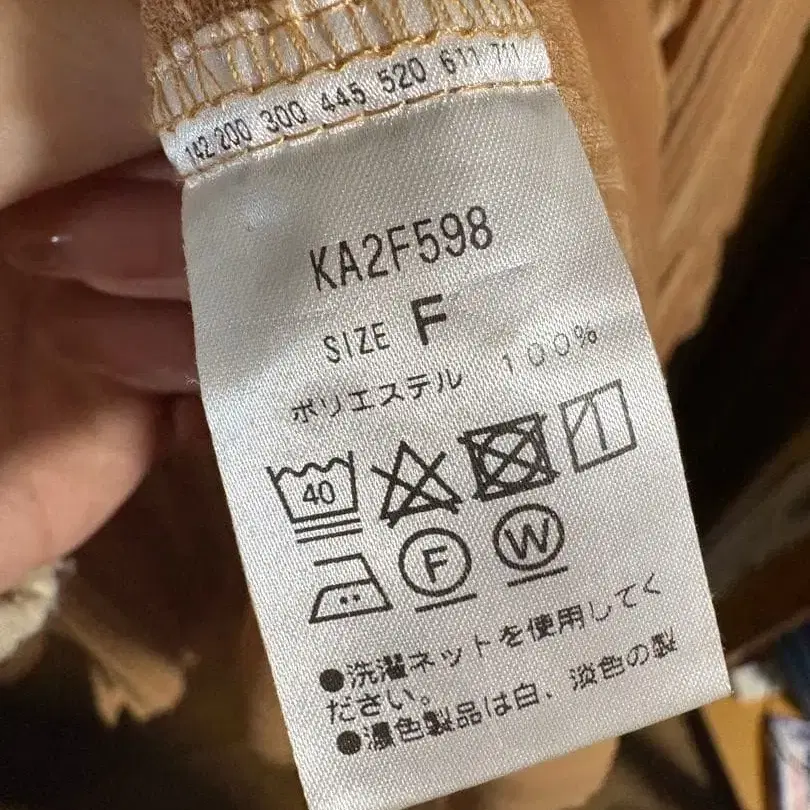 142 200 300 445 520 611 711
KA2F598
SIZE F
ポリエステル 100%
40
F W
●洗濯ネットを使用してく
ださい。
●濃色製品は白、淡色の製